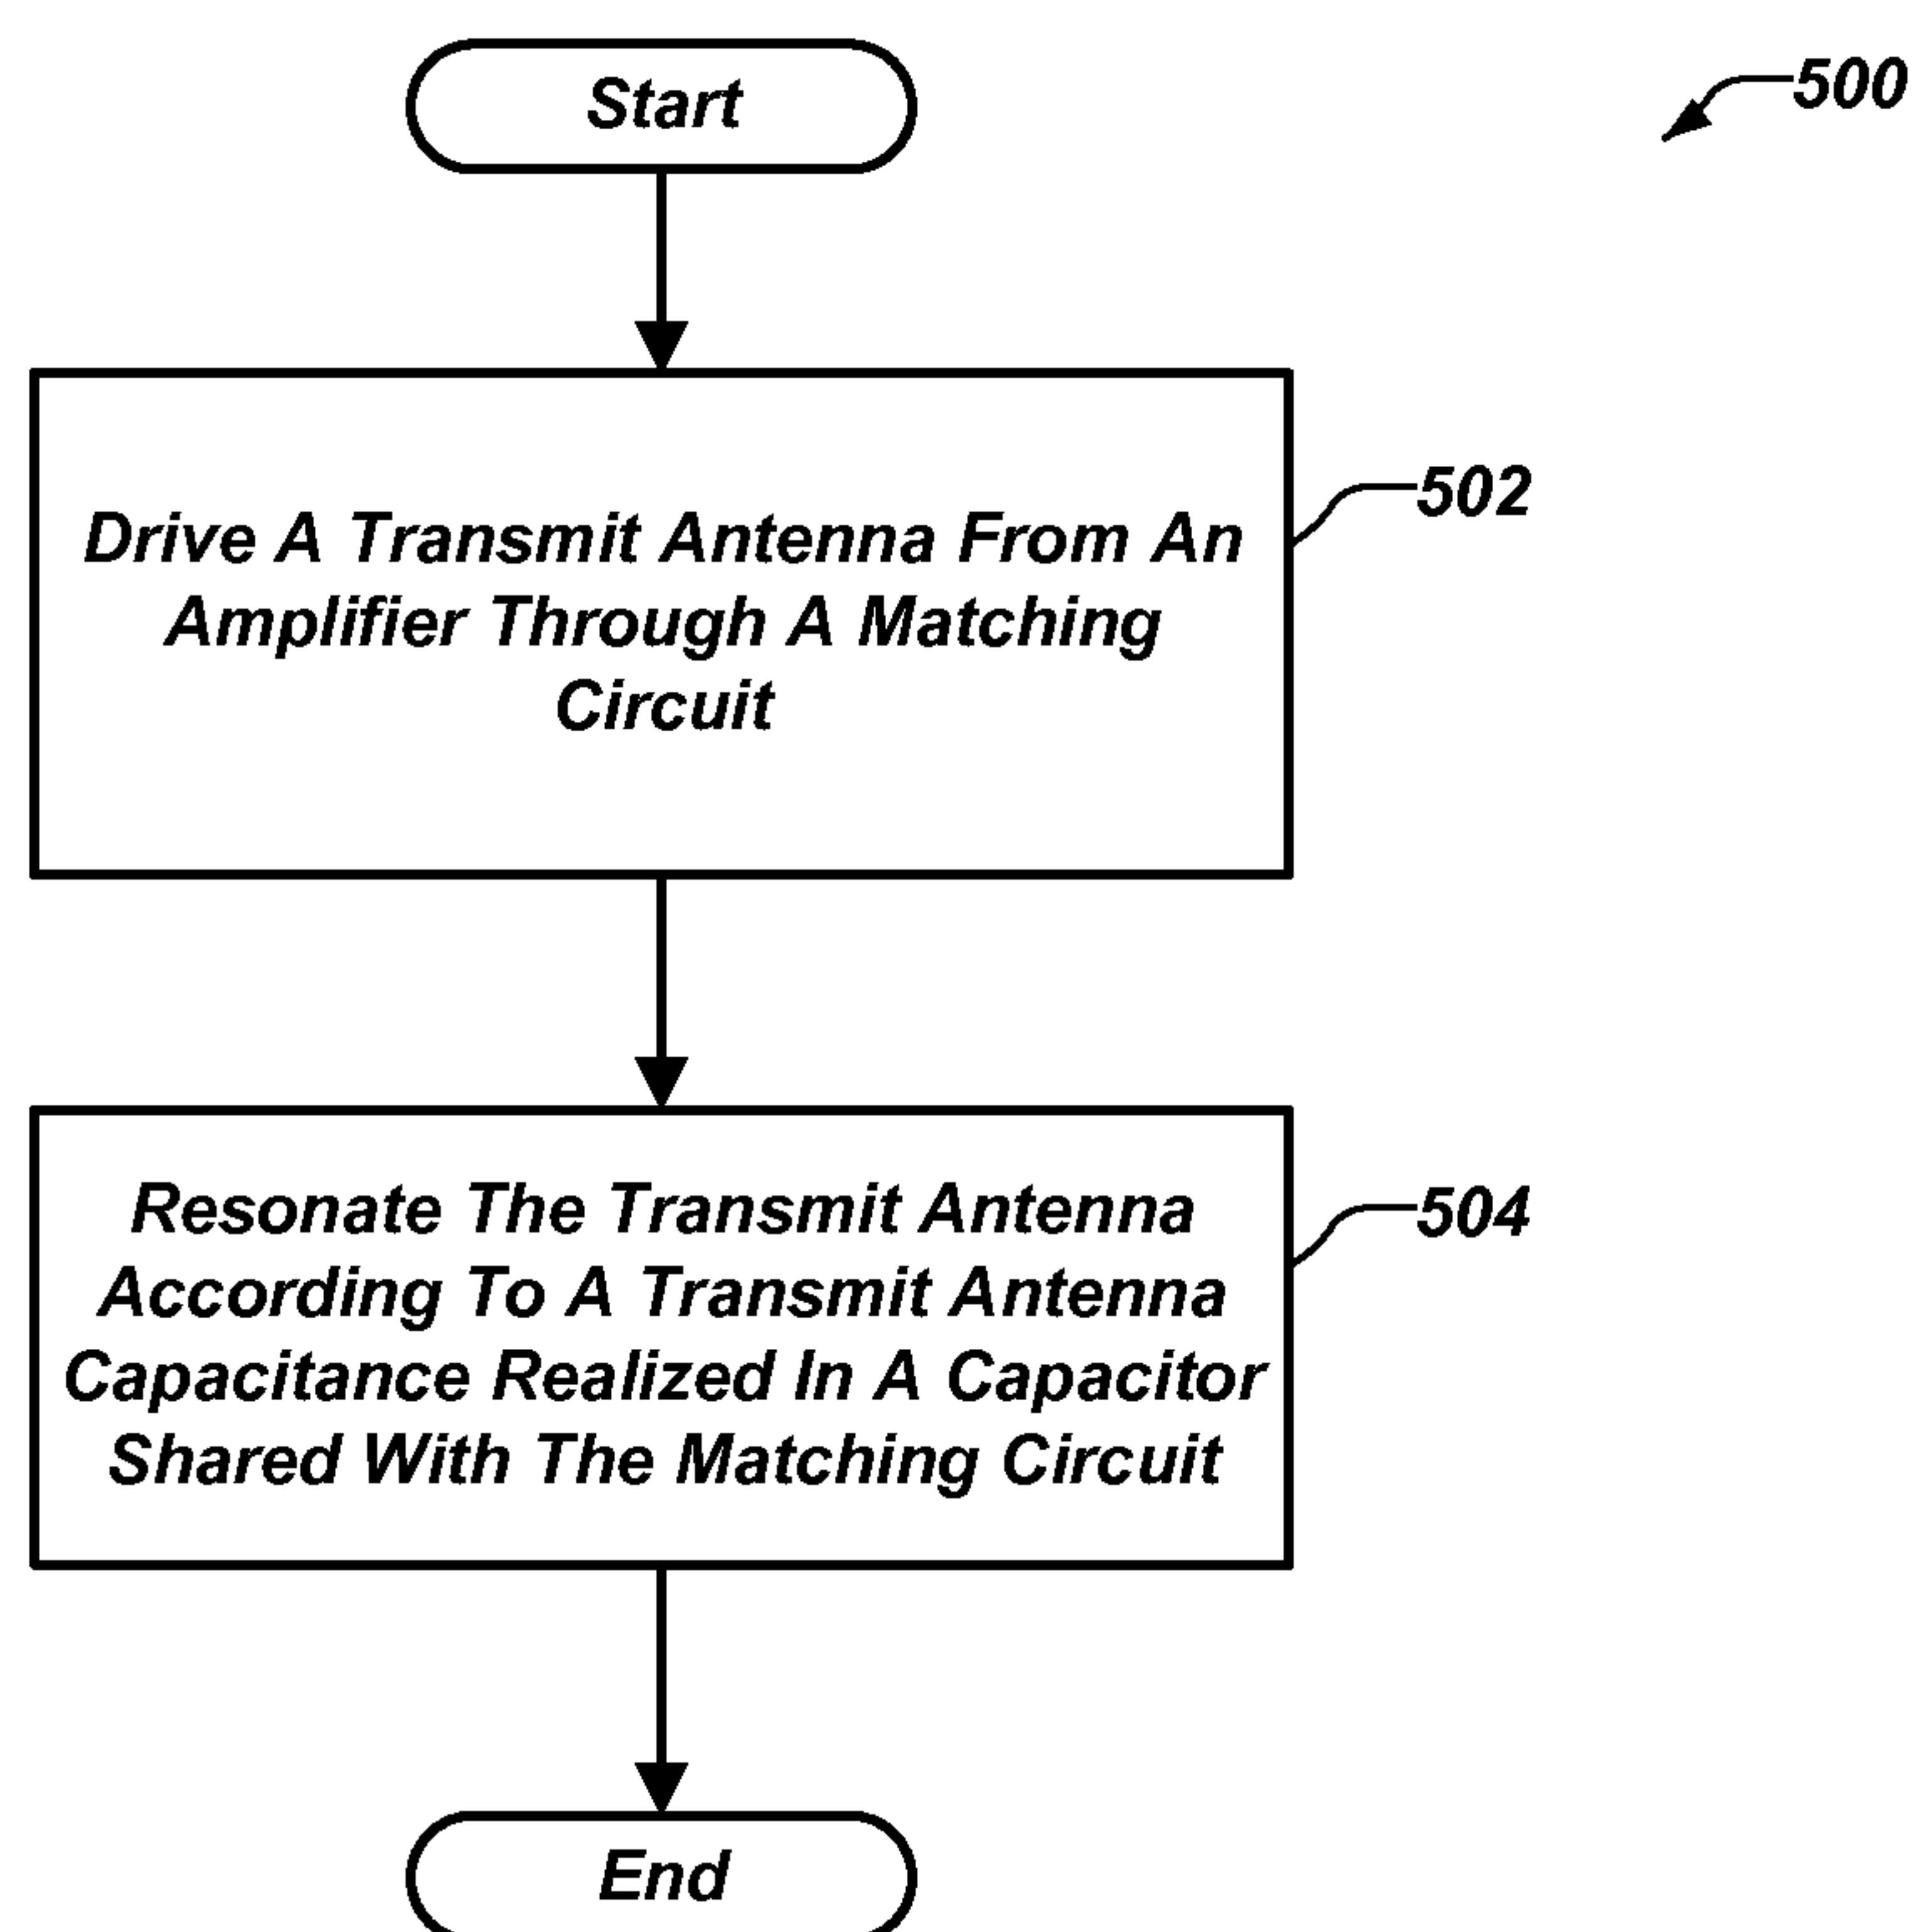 Start
500
Drive A Transmit Antenna From An
Amplifier Through A Matching
Circuit
502
Resonate The Transmit Antenna
According To A Transmit Antenna
Capacitance Realized In A Capacitor
Shared With The Matching Circuit
504
End